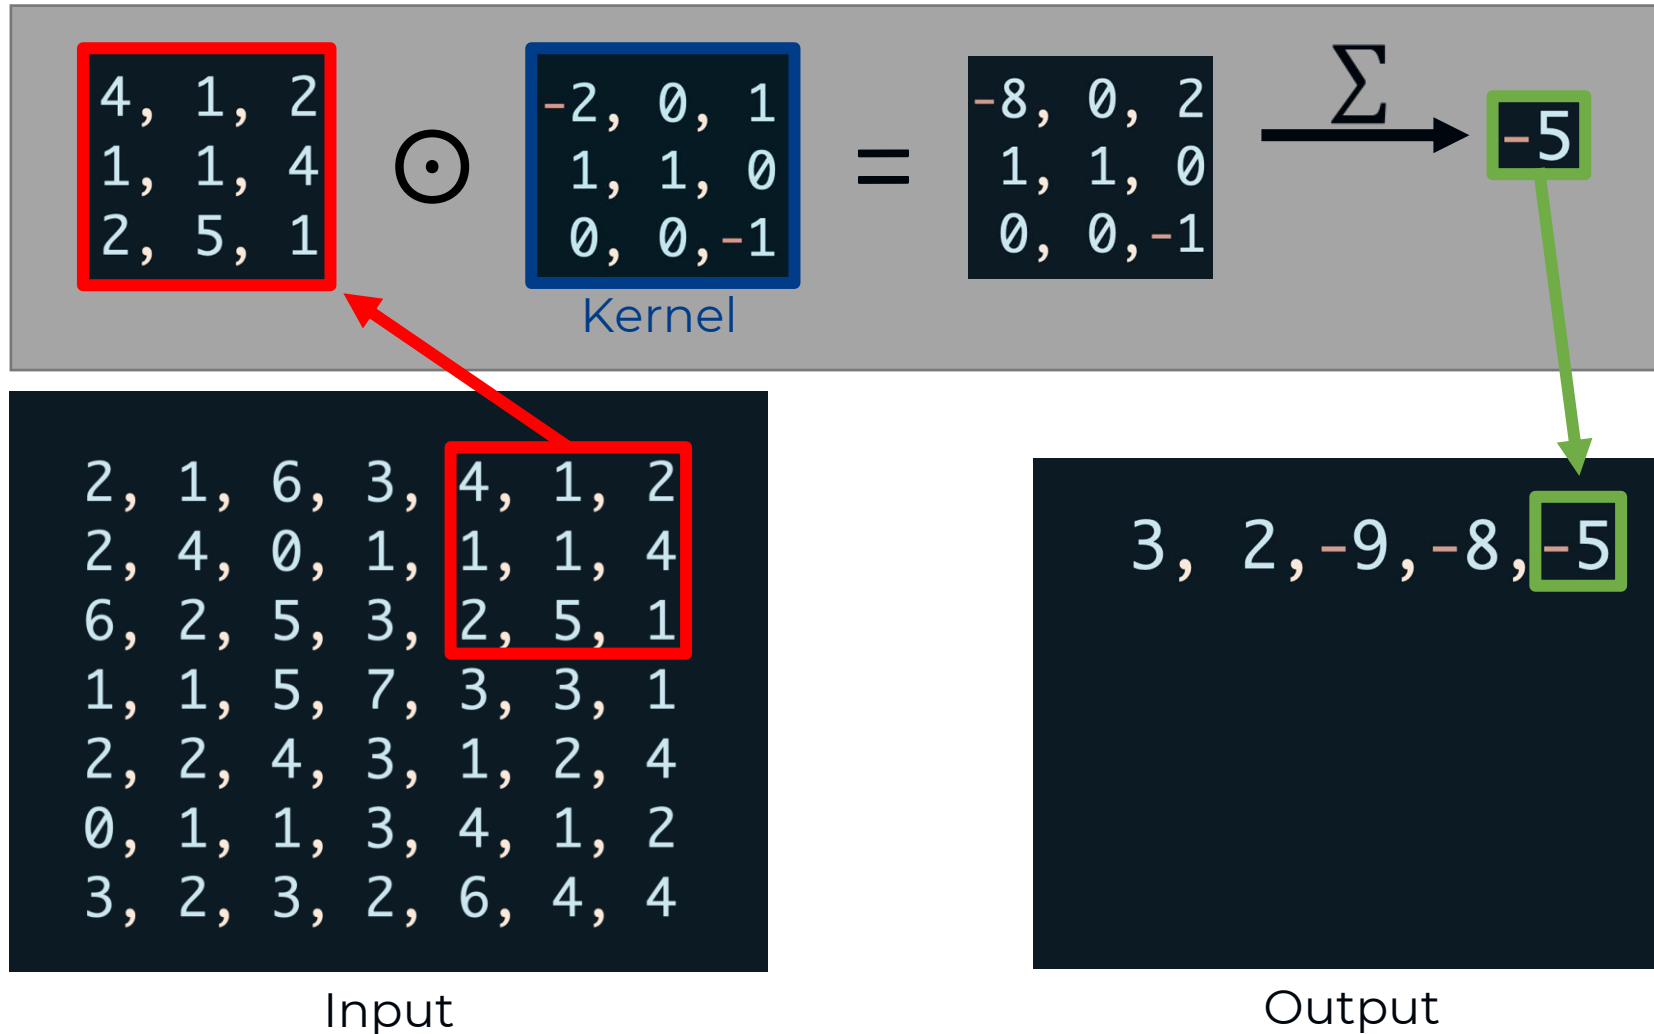 4, 1, 2
1, 1, 4
2, 5, 1
⊙
-2, 0, 1
1, 1, 0
0, 0,-1
Kernel
=
-8, 0, 2
1, 1, 0
0, 0,-1
∑
-5
2, 1, 6, 3, 4, 1, 2
2, 4, 0, 1, 1, 1, 4
6, 2, 5, 3, 2, 5, 1
1, 1, 5, 7, 3, 3, 1
2, 2, 4, 3, 1, 2, 4
0, 1, 1, 3, 4, 1, 2
3, 2, 3, 2, 6, 4, 4
Input
3, 2,-9,-8,-5
Output